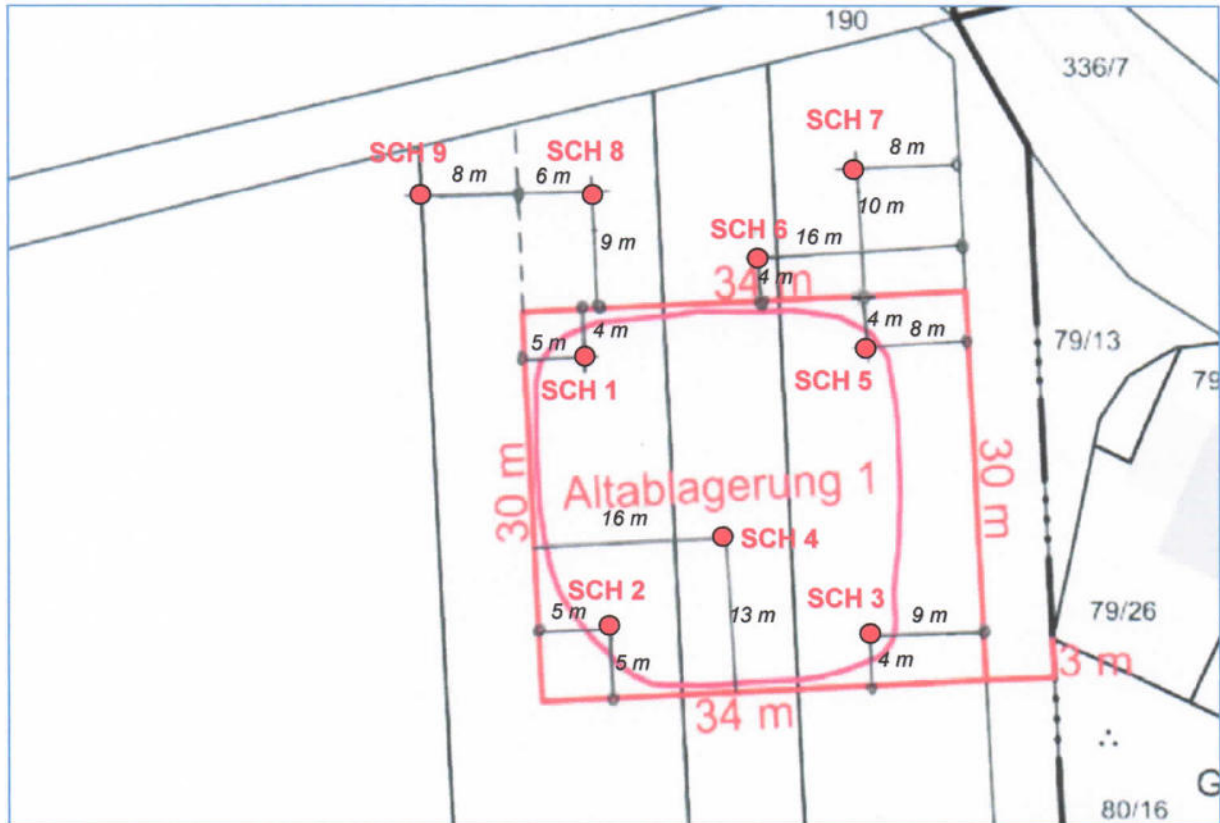 190
336/7
SCH 7
SCH 9
SCH 8
8 m
8 m
6 m
10 m
SCH 6
9 m
16 m
4 m
34 m
4 m
4 m
8 m
5 m
79/13
SCH 1
SCH 5
79
30 m
30 m
Altablagerung 1
16 m
SCH 4
SCH 2
SCH 3
79/26
5 m
13 m
9 m
5 m
4 m
3 m
34 m
G
80/16